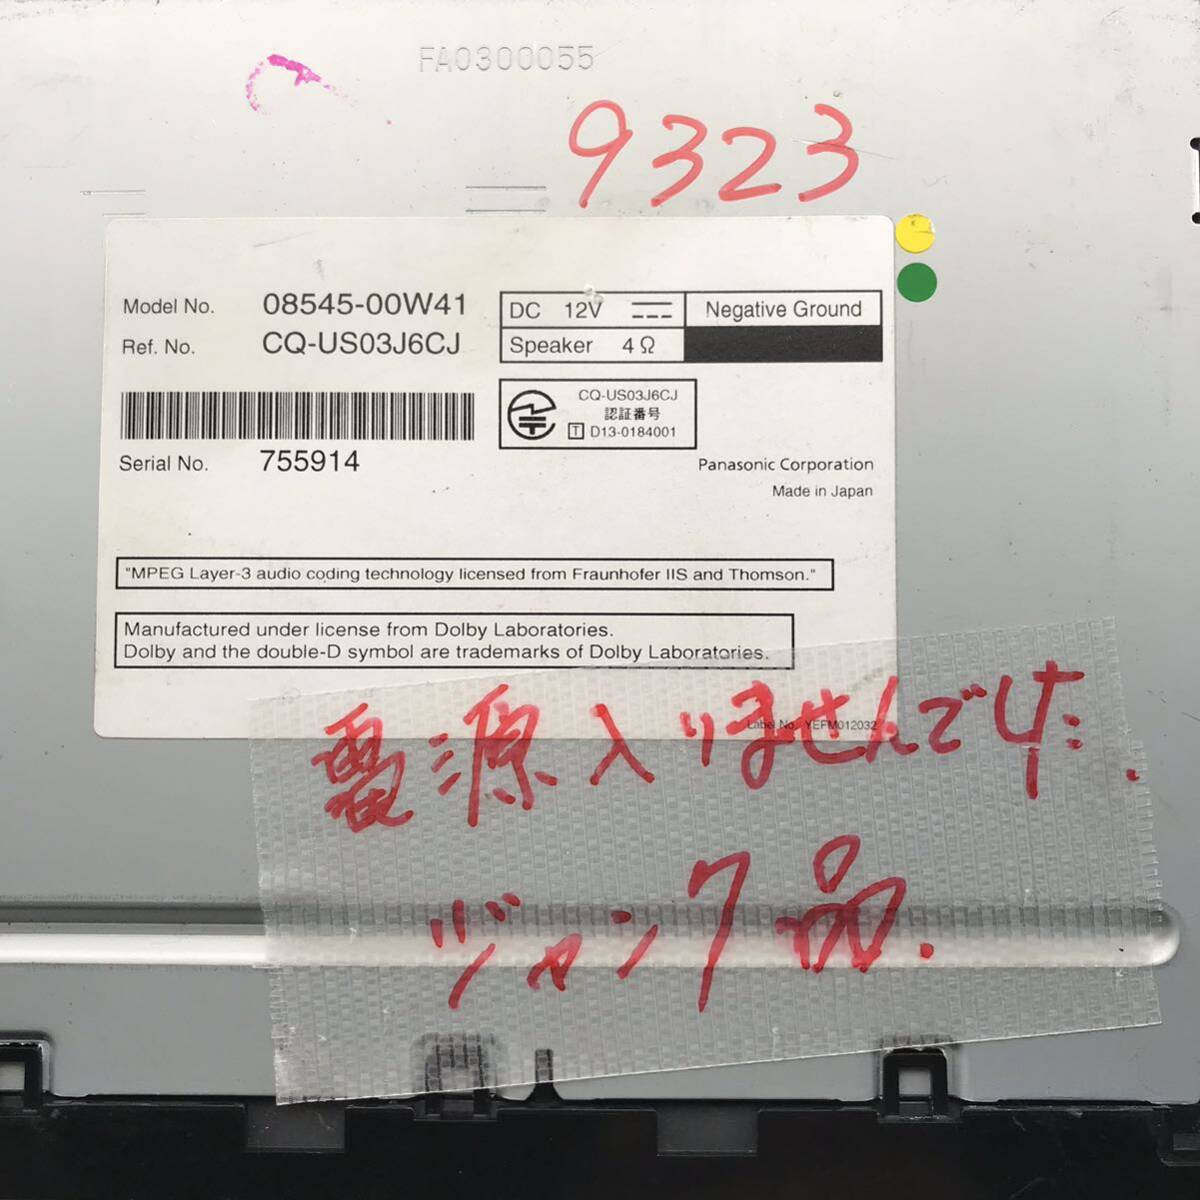 FA0300055
9323
Model No. 08545-00W41
Ref. No. CQ-US03J6CJ
DC 12V
Negative Ground
Speaker 4Ω
CQ-US03J6CJ
認証番号
T D13-0184001
Serial No. 755914
Panasonic Corporation
Made in Japan
"MPEG Layer-3 audio coding technology licensed from Fraunhofer IIS and Thomson."
Manufactured under license from Dolby Laboratories.
Dolby and the double-D symbol are trademarks of Dolby Laboratories.
Label No. YEFM012032
電源入りませんでした.
ジャンク品.